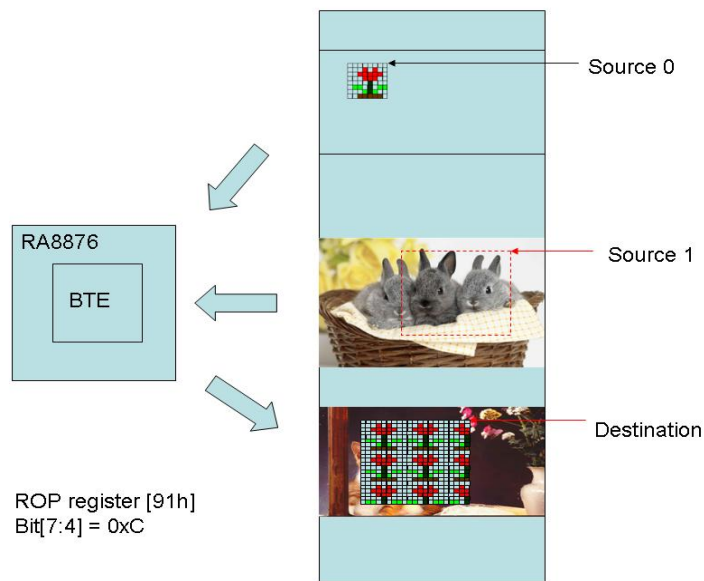 Source 0
RA8876
BTE
Source 1
Destination
ROP register [91h]
Bit[7:4] = 0xC